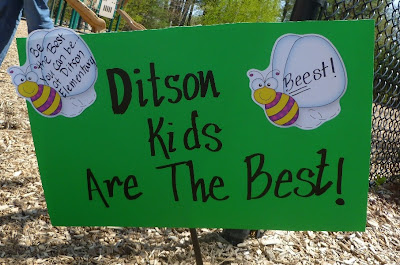 Be
the Best
You can be
at Ditson
Elementary
Beest!
Ditson
Kids
Are The Best!